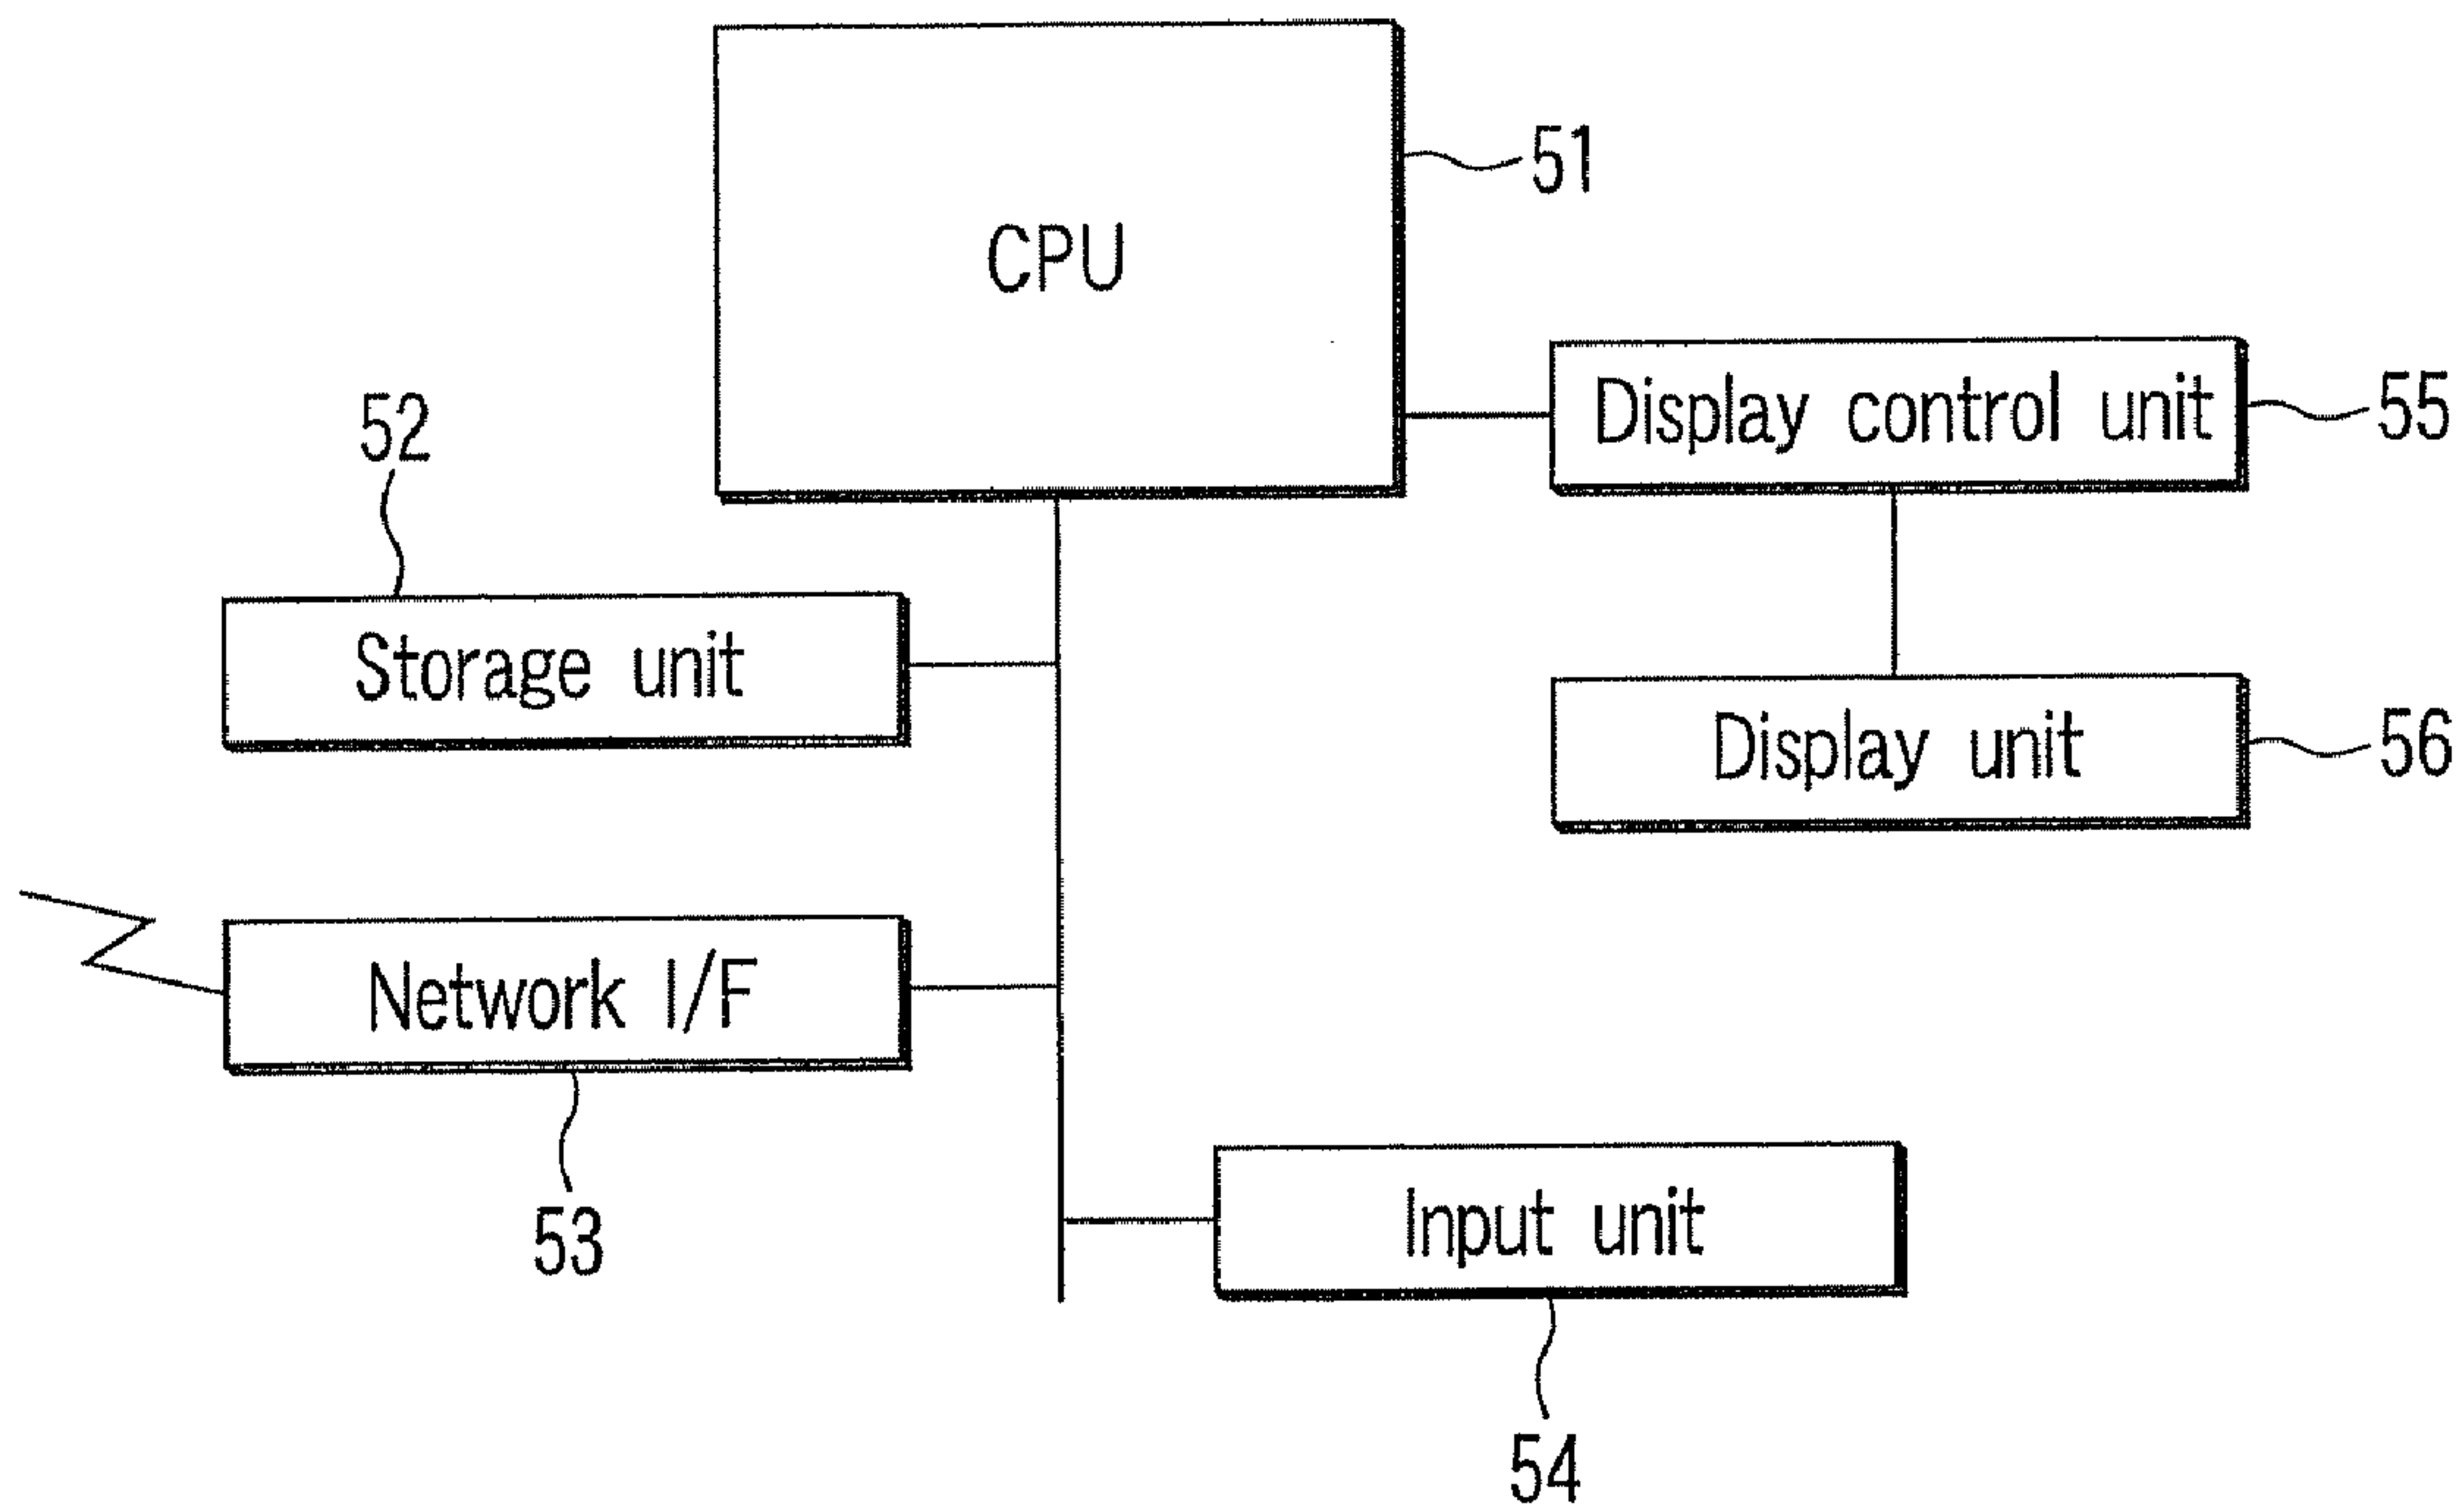 CPU
51
Display control unit
55
52
Storage unit
Display unit
56
Network I/F
53
Input unit
54